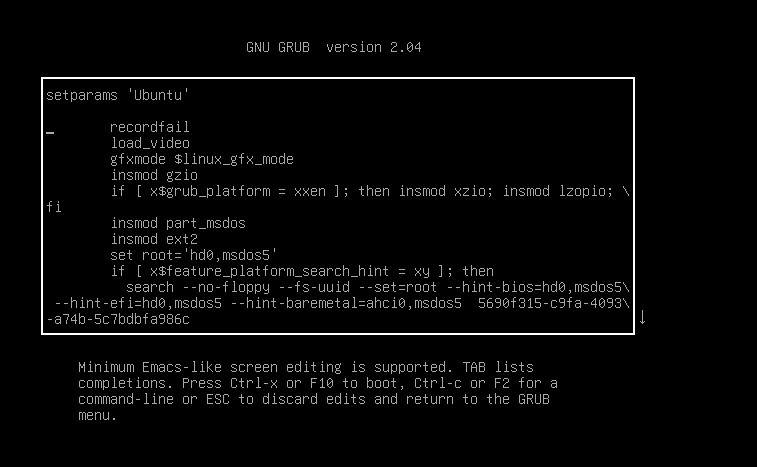 GNU GRUB  version 2.04
setparams 'Ubuntu'
recordfail
load_video
gfxmode $linux_gfx_mode
insmod gzio
if [ x$grub_platform = xxen ]; then insmod xzio; insmod lzopio; \
fi
insmod part_msdos
insmod ext2
set root='hd0,msdos5'
if [ x$feature_platform_search_hint = xy ]; then
search --no-floppy --fs-uuid --set=root --hint-bios=hd0,msdos5\
--hint-efi=hd0,msdos5 --hint-baremetal=ahci0,msdos5  5690f315-c9fa-4093\
-a74b-5c7bdbfa986c
Minimum Emacs-like screen editing is supported. TAB lists
completions. Press Ctrl-x or F10 to boot, Ctrl-c or F2 for a
command-line or ESC to discard edits and return to the GRUB
menu.